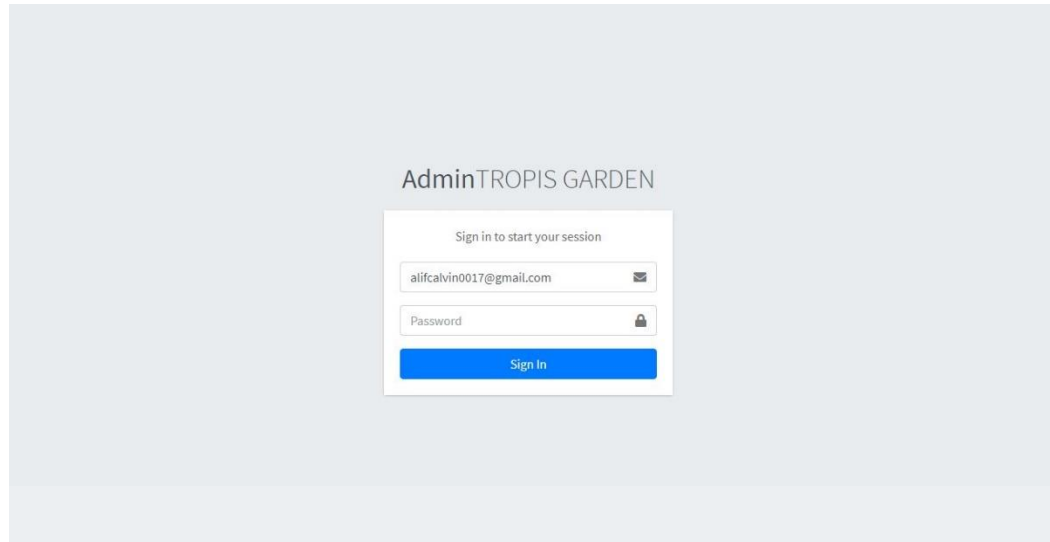 AdminTROPIS GARDEN
Sign in to start your session
alifcalvin0017@gmail.com
Password
Sign In